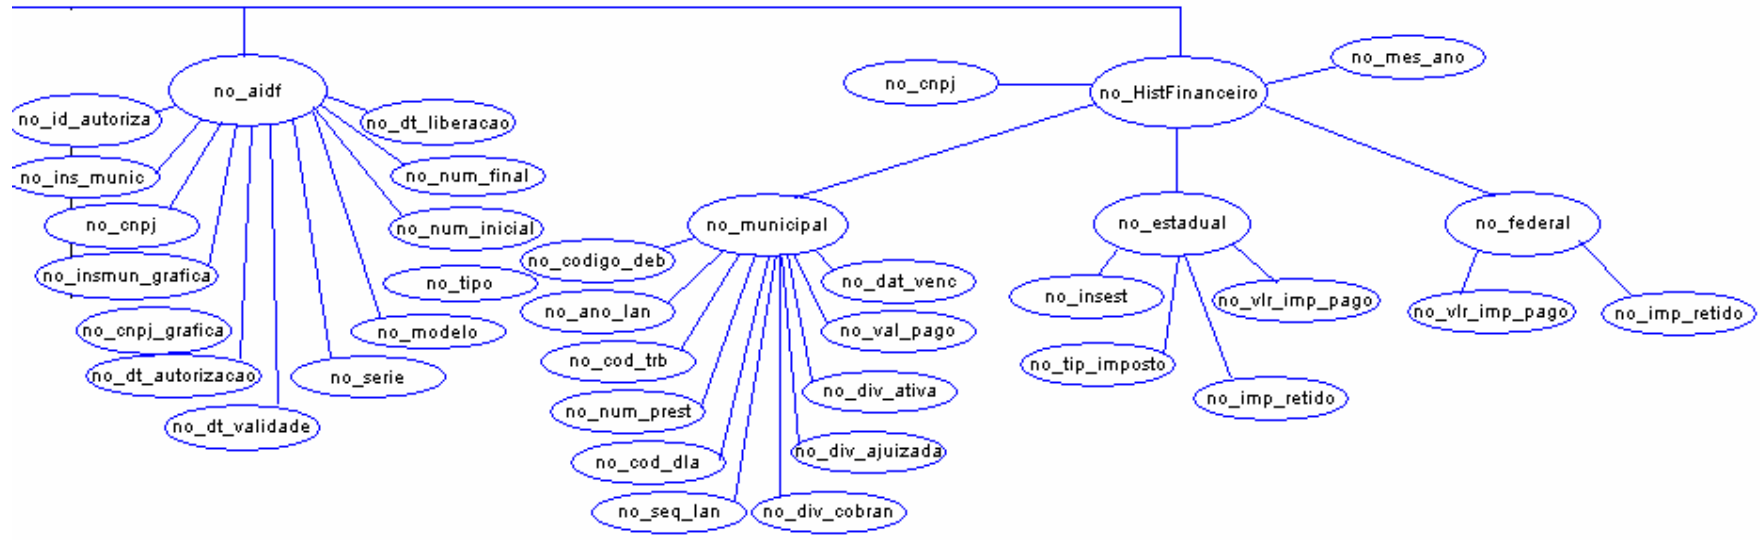 no_aidf
no_id_autoriza
no_ins_munic
no_cnpj
no_insmun_grafica
no_cnpj_grafica
no_dt_autorizacao
no_dt_validade
no_serie
no_modelo
no_tipo
no_num_inicial
no_num_final
no_dt_liberacao
no_HistFinanceiro
no_cnpj
no_mes_ano
no_municipal
no_codigo_deb
no_ano_lan
no_cod_trb
no_num_prest
no_cod_dla
no_seq_lan
no_div_cobran
no_div_ajuizada
no_div_ativa
no_val_pago
no_dat_venc
no_estadual
no_insest
no_tip_imposto
no_imp_retido
no_vlr_imp_pago
no_federal
no_vlr_imp_pago
no_imp_retido